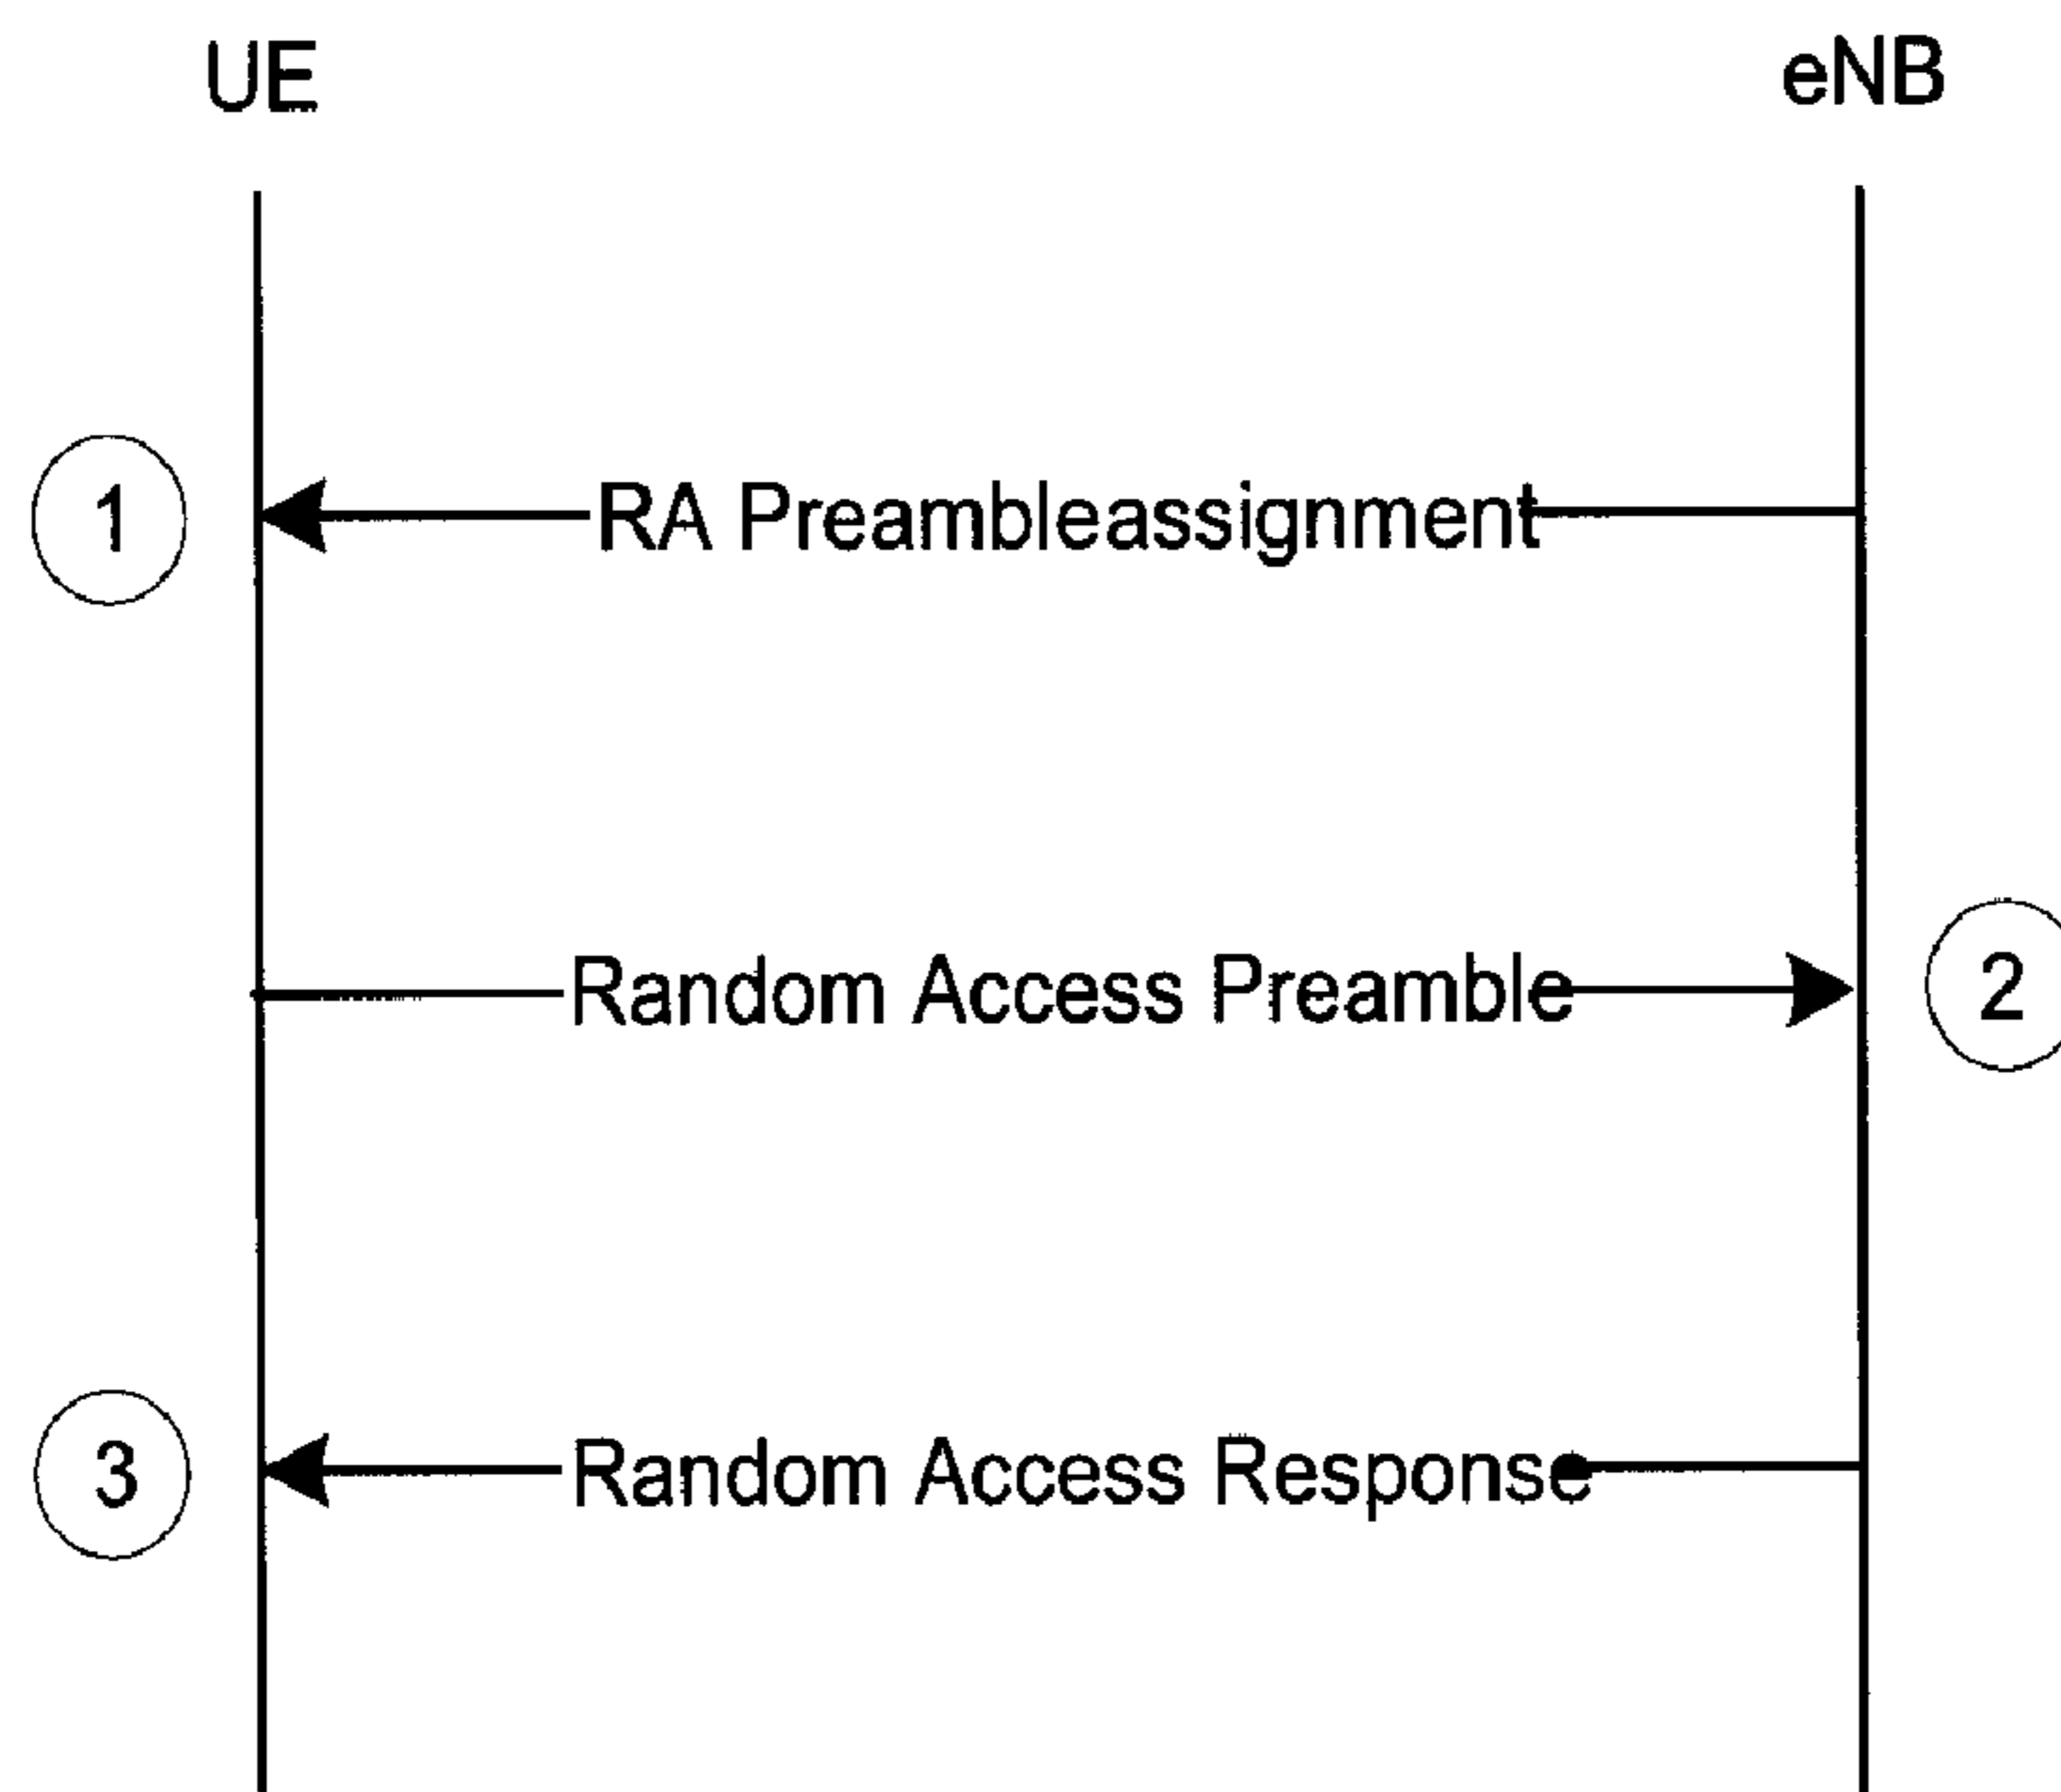 UE eNB
1 RA Preambleassignment
Random Access Preamble 2
3 Random Access Response